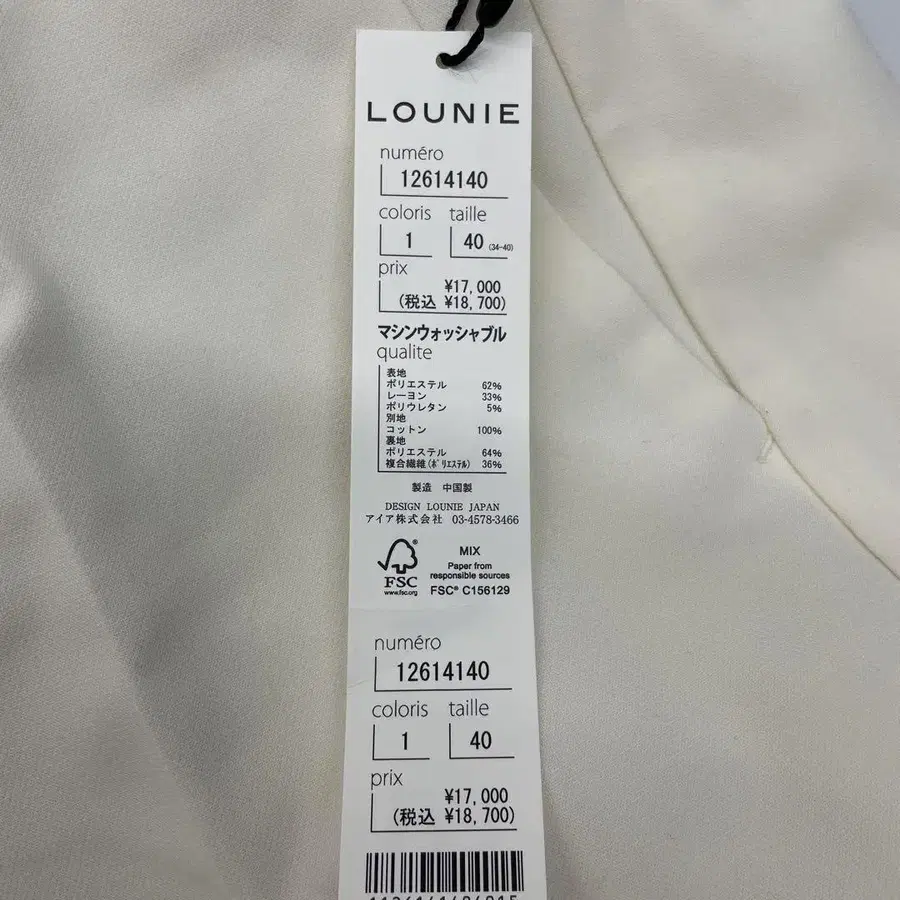 LOUNIE
numéro
12614140
coloris taille
1 40 (34-40)
prix
¥17,000
(税込 ¥18,700)
マシンウォッシャブル
qualite
表地
ポリエステル 62%
レーヨン 33%
ポリウレタン 5%
別地
コットン 100%
裏地
ポリエステル 64%
複合繊維(ﾎﾟﾘｴｽﾃﾙ) 36%
製造 中国製
DESIGN LOUNIE JAPAN
アイア株式会社 03-4578-3466
FSC
www.fsc.org
MIX
Paper from
responsible sources
FSC® C156129
numéro
12614140
coloris taille
1 40
prix
¥17,000
(税込 ¥18,700)